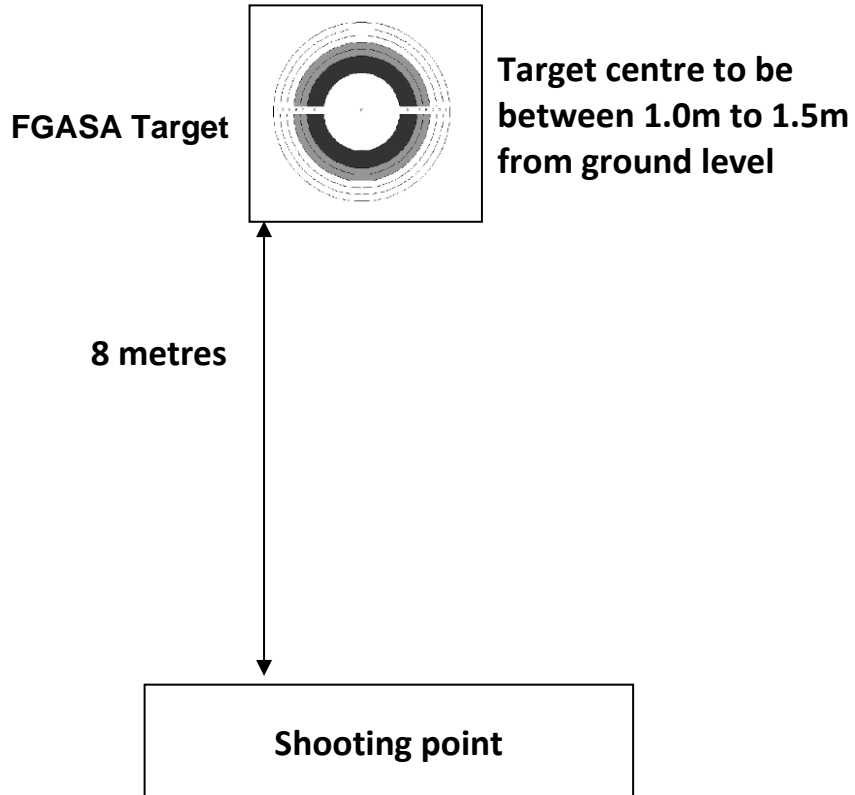 Target centre to be
between 1.0m to 1.5m
from ground level
FGASA Target
8 metres
Shooting point